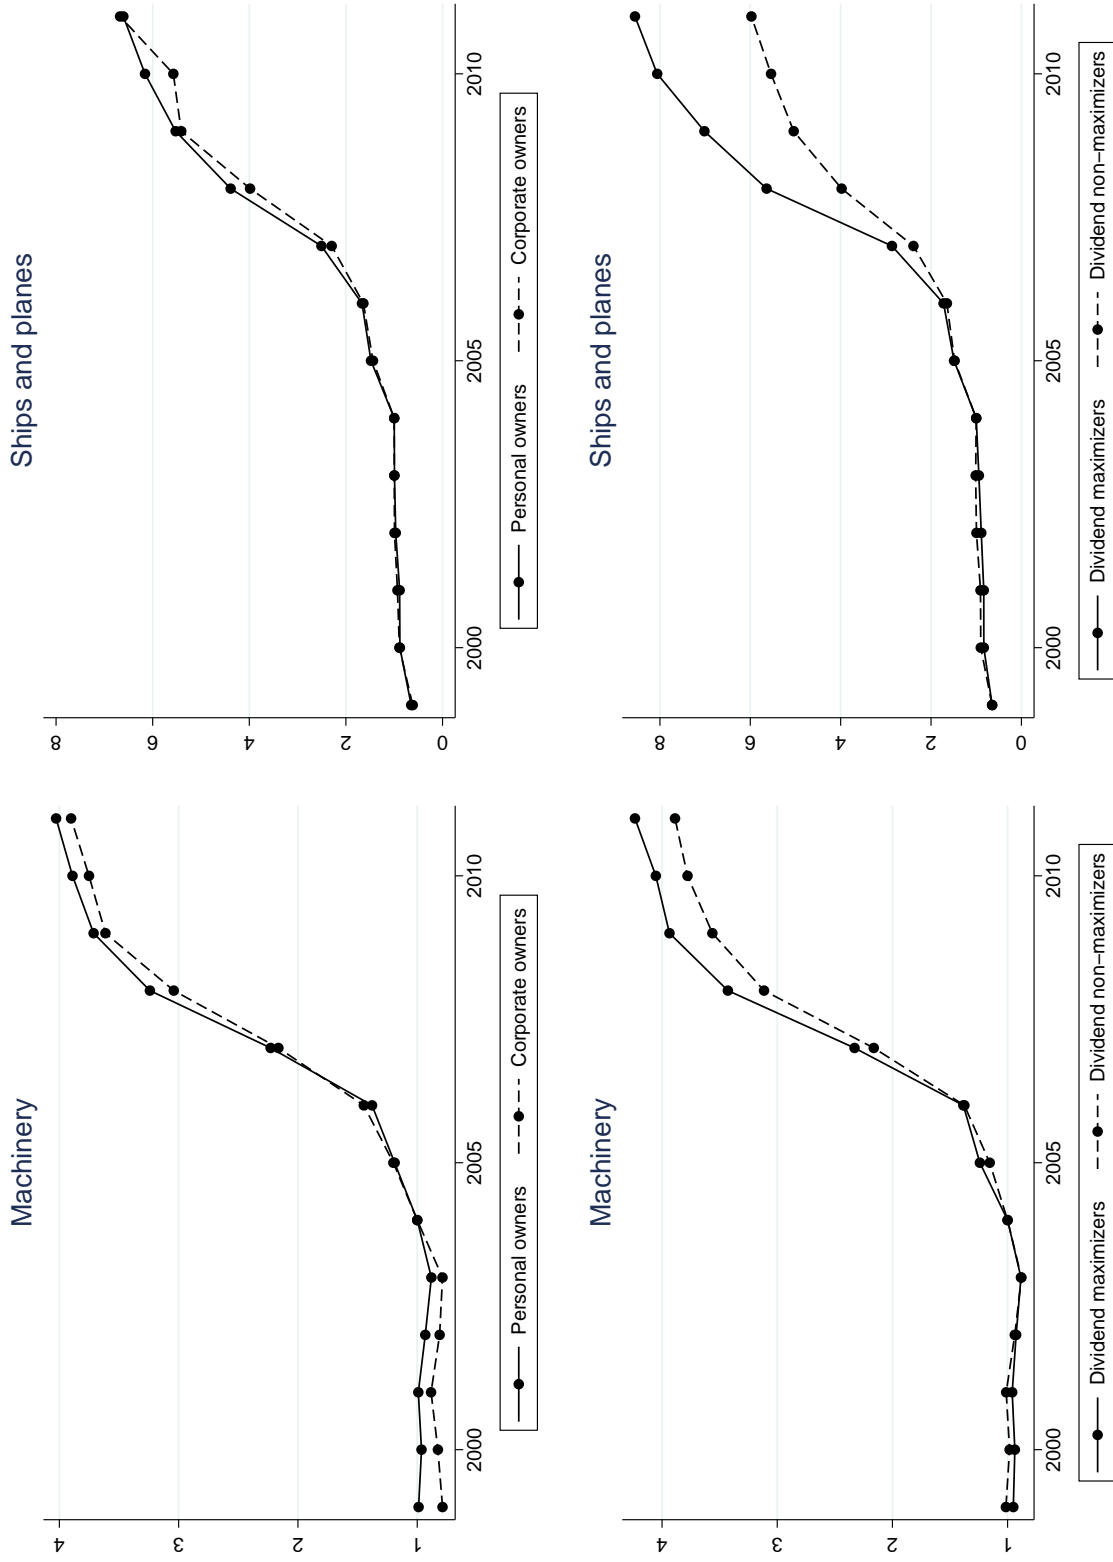 Machinery
4
3
2
1
2000
2005
2010
Personal owners
Corporate owners
Ships and planes
8
6
4
2
0
2000
2005
2010
Personal owners
Corporate owners
Machinery
4
3
2
1
2000
2005
2010
Dividend maximizers
Dividend non−maximizers
Ships and planes
8
6
4
2
0
2000
2005
2010
Dividend maximizers
Dividend non−maximizers